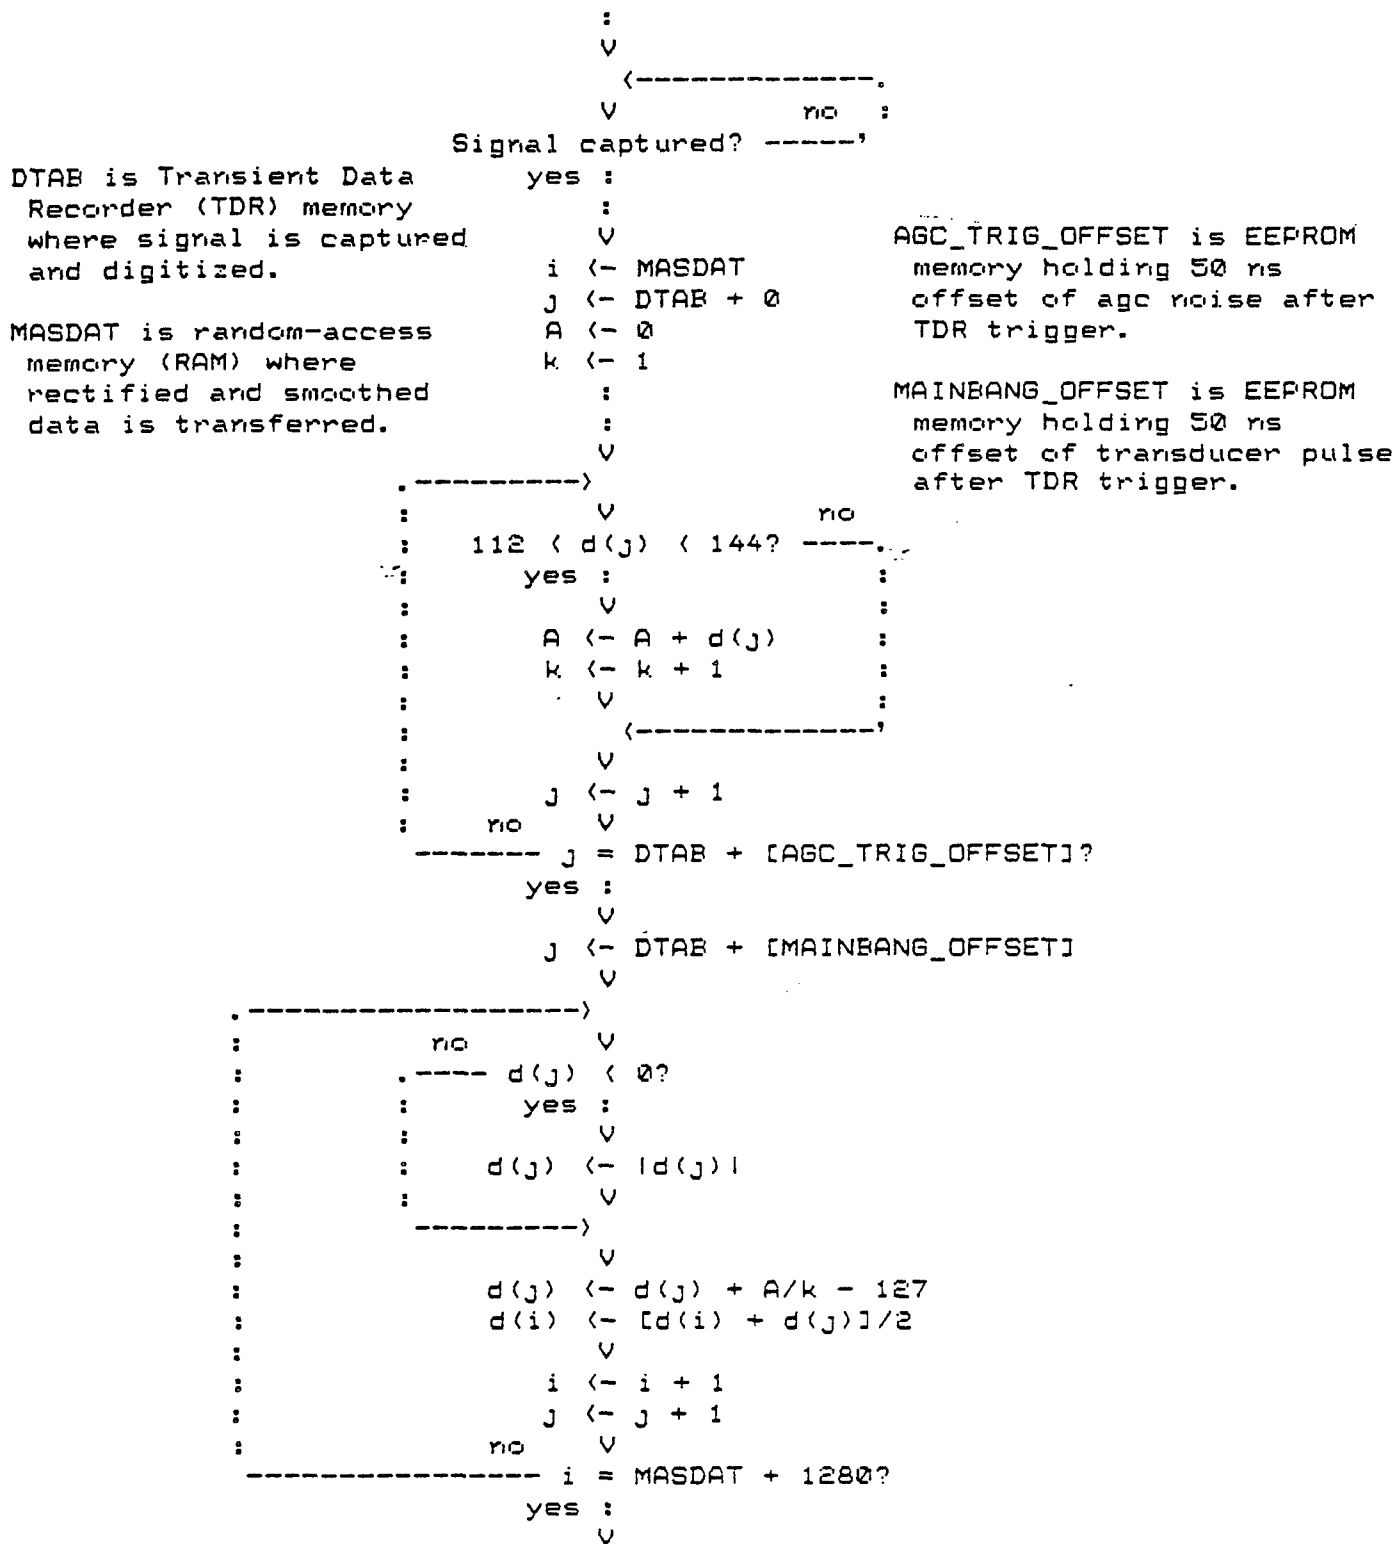 no
Signal captured?
DTAB is Transient Data
Recorder (TDR) memory
where signal is captured
and digitized.
MASDAT is random-access
memory (RAM) where
rectified and smoothed
data is transferred.
yes :
i <- MASDAT
j <- DTAB + 0
A <- 0
k <- 1
AGC_TRIG_OFFSET is EEPROM
memory holding 50 ns
offset of agc noise after
TDR trigger.
MAINBANG_OFFSET is EEPROM
memory holding 50 ns
offset of transducer pulse
after TDR trigger.
no
112 < d(j) < 144?
yes :
A <- A + d(j)
k <- k + 1
j <- j + 1
no
j = DTAB + [AGC_TRIG_OFFSET]?
yes :
j <- DTAB + [MAINBANG_OFFSET]
no
d(j) < 0?
yes :
d(j) <- |d(j)|
d(j) <- d(j) + A/k - 127
d(i) <- [d(i) + d(j)]/2
i <- i + 1
j <- j + 1
no
i = MASDAT + 1280?
yes :